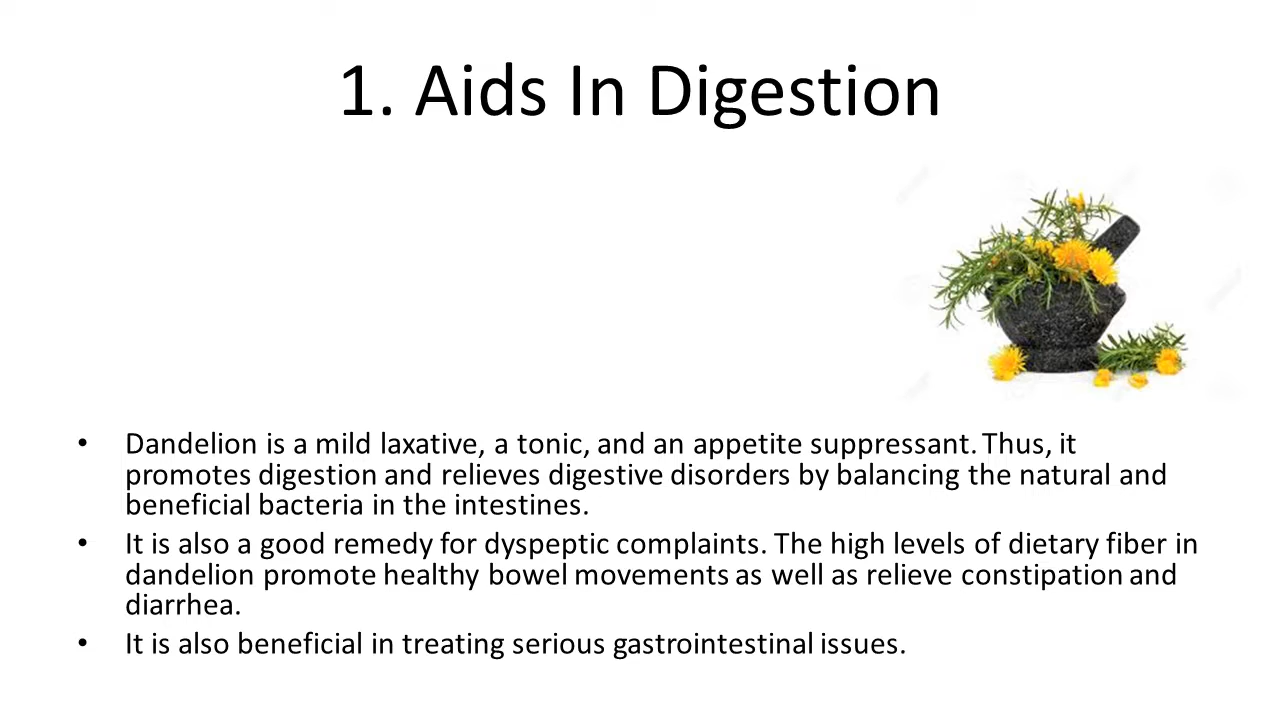 1. Aids In Digestion
• Dandelion is a mild laxative, a tonic, and an appetite suppressant. Thus, it
promotes digestion and relieves digestive disorders by balancing the natural and
beneficial bacteria in the intestines.
• It is also a good remedy for dyspeptic complaints. The high levels of dietary fiber in
dandelion promote healthy bowel movements as well as relieve constipation and
diarrhea.
• It is also beneficial in treating serious gastrointestinal issues.